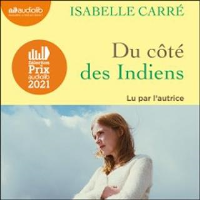 audiolib
ISABELLE CARRÉ
Sélection
Prix
audiolib
2021
Du côté
des Indiens
Lu par l'autrice